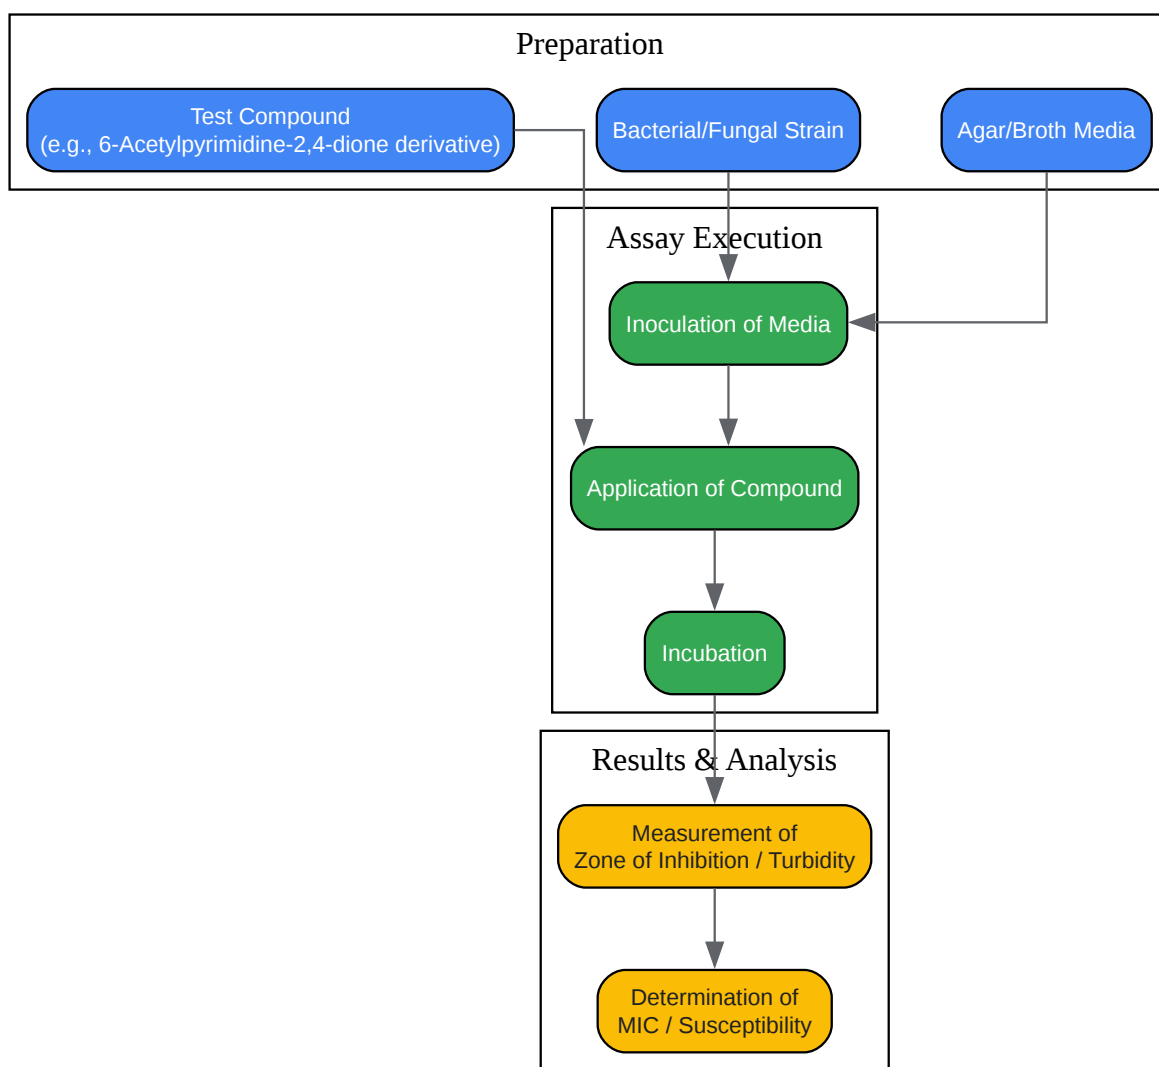 Preparation
Test Compound
(e.g., 6-Acetylpyrimidine-2,4-dione derivative)
Bacterial/Fungal Strain
Agar/Broth Media
Assay Execution
Inoculation of Media
Application of Compound
Incubation
Results & Analysis
Measurement of
Zone of Inhibition / Turbidity
Determination of
MIC / Susceptibility